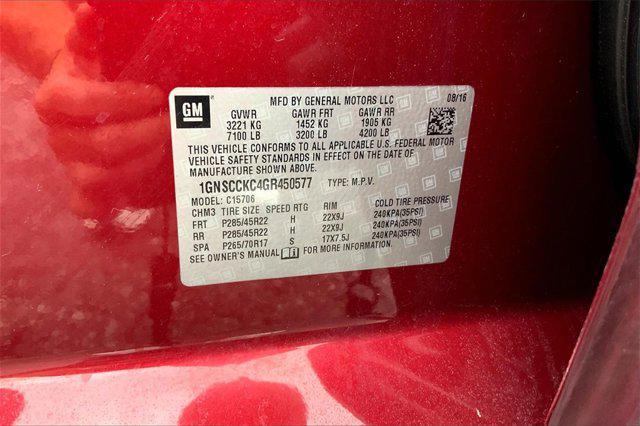 GM
MFD BY GENERAL MOTORS LLC 08/16
GVWR GAWR FRT GAWR RR
3221 KG 1452 KG 1905 KG
7100 LB 3200 LB 4200 LB
THIS VEHICLE CONFORMS TO ALL APPLICABLE U.S. FEDERAL MOTOR
VEHICLE SAFETY STANDARDS IN EFFECT ON THE DATE OF
MANUFACTURE SHOWN ABOVE.
1GNSCCKC4GR450577 TYPE: M.P.V.
MODEL: C15706
CHM3 TIRE SIZE SPEED RTG RIM COLD TIRE PRESSURE
FRT P285/45R22 H 22X9J 240KPA(35PSI)
RR P285/45R22 H 22X9J 240KPA(35PSI)
SPA P265/70R17 S 17X7.5J 240KPA(35PSI)
SEE OWNER'S MANUAL FOR MORE INFORMATION.